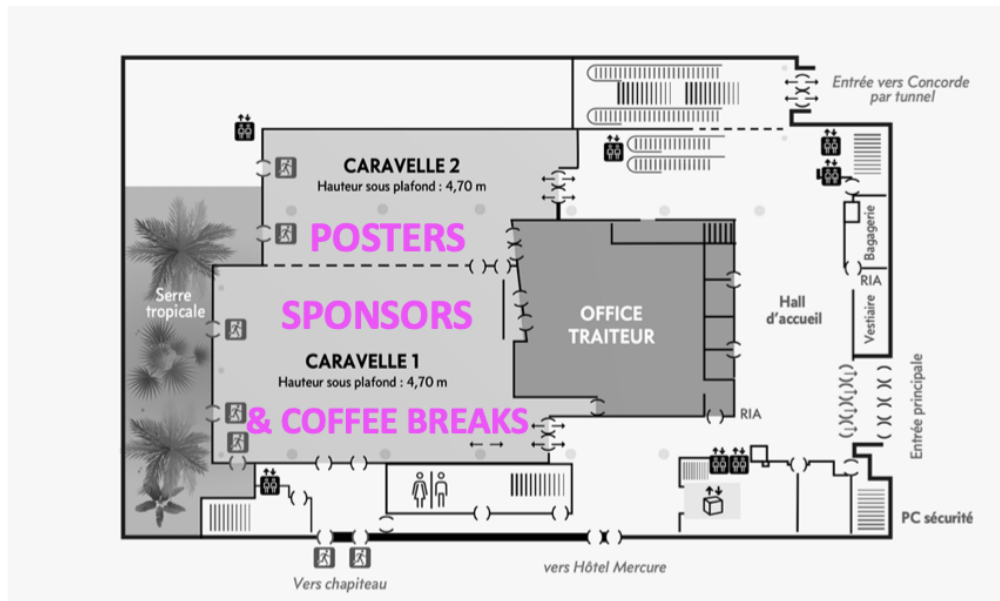 Entrée vers Concorde
par tunnel
CARAVELLE 2
Hauteur sous plafond : 4,70 m
POSTERS
Bagagerie
RIA
Serre
tropicale
SPONSORS
OFFICE
TRAITEUR
Hall
d'accueil
Vestiaire
CARAVELLE 1
Hauteur sous plafond : 4,70 m
Entrée principale
& COFFEE BREAKS
RIA
PC sécurité
Vers chapiteau
vers Hôtel Mercure